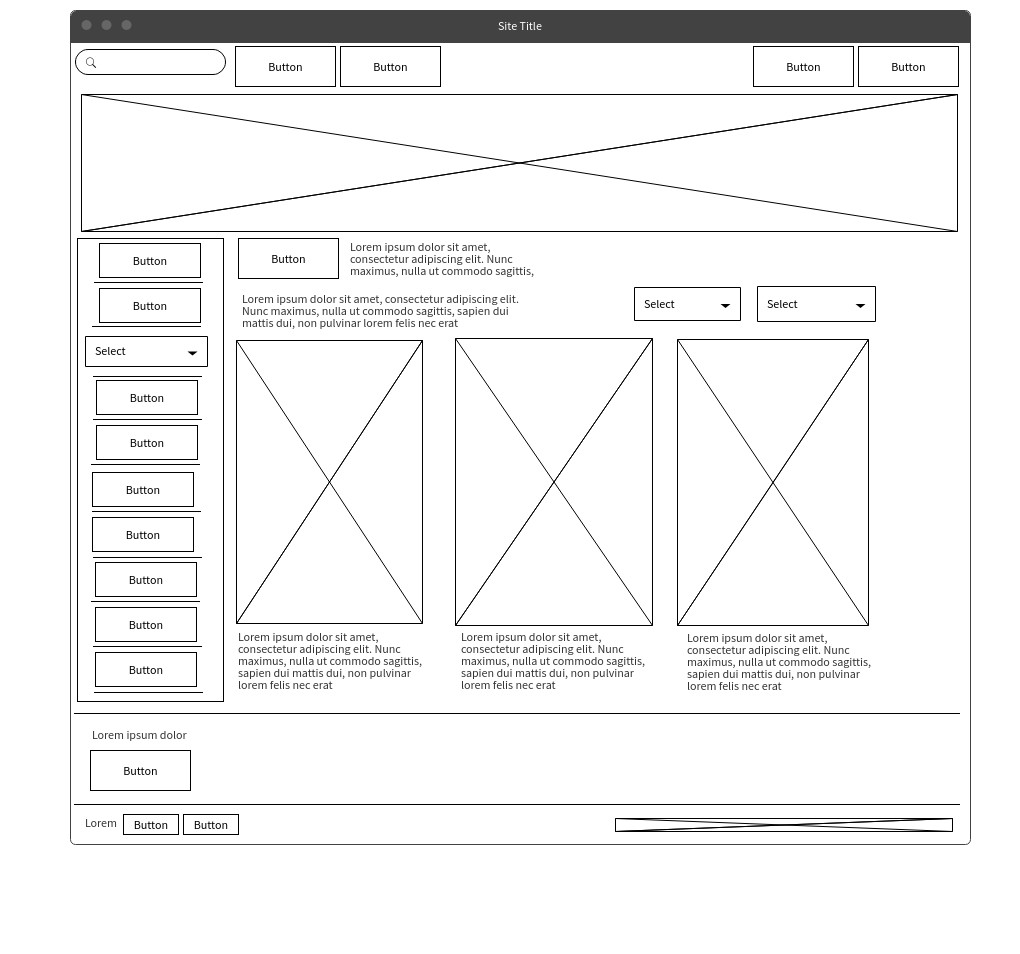 Site Title
Button
Button
Button
Button
Button
Button
Select
Button
Button
Button
Button
Button
Button
Button
Button
Lorem ipsum dolor sit amet,
consectetur adipiscing elit. Nunc
maximus, nulla ut commodo sagittis,
Lorem ipsum dolor sit amet, consectetur adipiscing elit.
Nunc maximus, nulla ut commodo sagittis, sapien dui
mattis dui, non pulvinar lorem felis nec erat
Select
Select
Lorem ipsum dolor sit amet,
consectetur adipiscing elit. Nunc
maximus, nulla ut commodo sagittis,
sapien dui mattis dui, non pulvinar
lorem felis nec erat
Lorem ipsum dolor sit amet,
consectetur adipiscing elit. Nunc
maximus, nulla ut commodo sagittis,
sapien dui mattis dui, non pulvinar
lorem felis nec erat
Lorem ipsum dolor sit amet,
consectetur adipiscing elit. Nunc
maximus, nulla ut commodo sagittis,
sapien dui mattis dui, non pulvinar
lorem felis nec erat
Lorem ipsum dolor
Button
Lorem
Button
Button